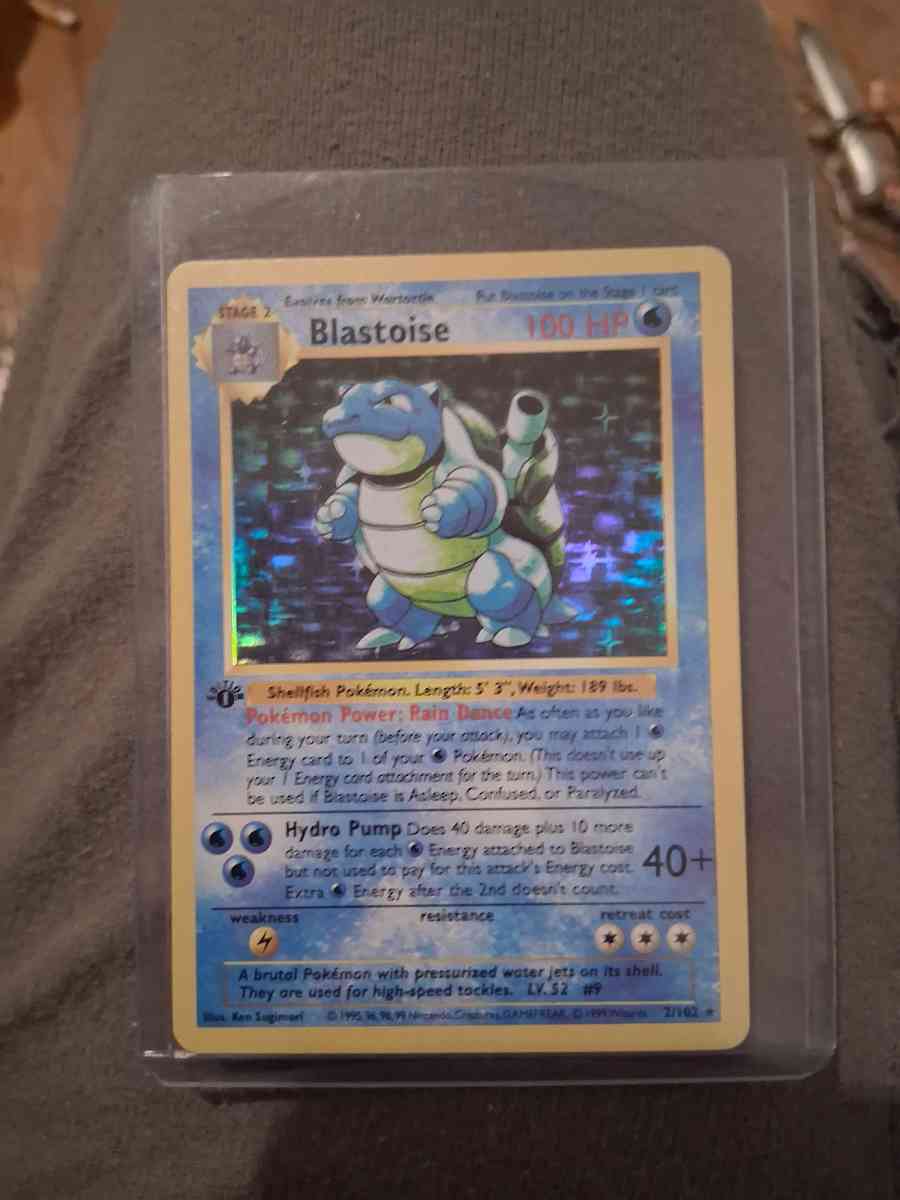 Evolves from Wartortle Put Blastoise on the Stage 1 card
STAGE 2
Blastoise 100 HP
1
Shellfish Pokémon. Length: 5' 3", Weight: 189 lbs.
Pokémon Power: Rain Dance As often as you like
during your turn (before your attack), you may attach 1
Energy card to 1 of your Pokémon. (This doesn't use up
your 1 Energy card attachment for the turn.) This power can't
be used if Blastoise is Asleep, Confused, or Paralyzed.
Hydro Pump Does 40 damage plus 10 more
damage for each Energy attached to Blastoise
but not used to pay for this attack's Energy cost.
Extra Energy after the 2nd doesn't count.
40+
weakness resistance retreat cost
A brutal Pokémon with pressurized water jets on its shell.
They are used for high-speed tackles. LV. 52 #9
Illus. Ken Sugimori © 1995, 96, 98, 99 Nintendo, Creatures, GAMEFREAK. © 1999 Wizards. 2/102